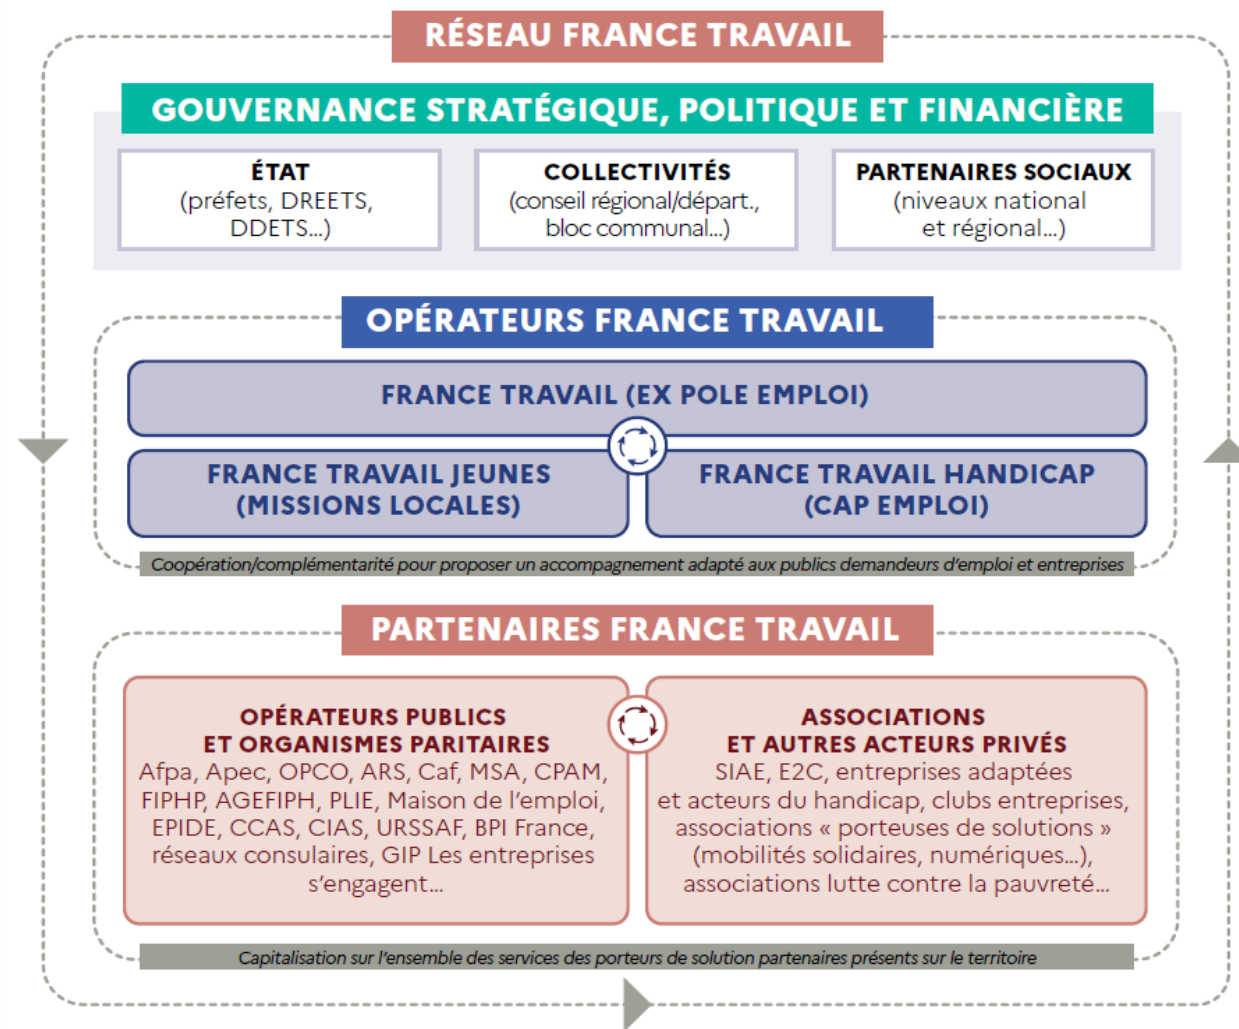 RÉSEAU FRANCE TRAVAIL
GOUVERNANCE STRATÉGIQUE, POLITIQUE ET FINANCIÈRE
ÉTAT
(préfets, DREETS,
DDETS...)
COLLECTIVITÉS
(conseil régional/départ.,
bloc communal...)
PARTENAIRES SOCIAUX
(niveaux national
et régional...)
OPÉRATEURS FRANCE TRAVAIL
FRANCE TRAVAIL (EX POLE EMPLOI)
FRANCE TRAVAIL JEUNES
(MISSIONS LOCALES)
FRANCE TRAVAIL HANDICAP
(CAP EMPLOI)
Coopération/complémentarité pour proposer un accompagnement adapté aux publics demandeurs d'emploi et entreprises
PARTENAIRES FRANCE TRAVAIL
OPÉRATEURS PUBLICS
ET ORGANISMES PARITAIRES
Afpa, Apec, OPCO, ARS, Caf, MSA, CPAM,
FIPHP, AGEFIPH, PLIE, Maison de l'emploi,
EPIDE, CCAS, CIAS, URSSAF, BPI France,
réseaux consulaires, GIP Les entreprises
s'engagent...
ASSOCIATIONS
ET AUTRES ACTEURS PRIVÉS
SIAE, E2C, entreprises adaptées
et acteurs du handicap, clubs entreprises,
associations « porteuses de solutions »
(mobilités solidaires, numériques...),
associations lutte contre la pauvreté...
Capitalisation sur l'ensemble des services des porteurs de solution partenaires présents sur le territoire